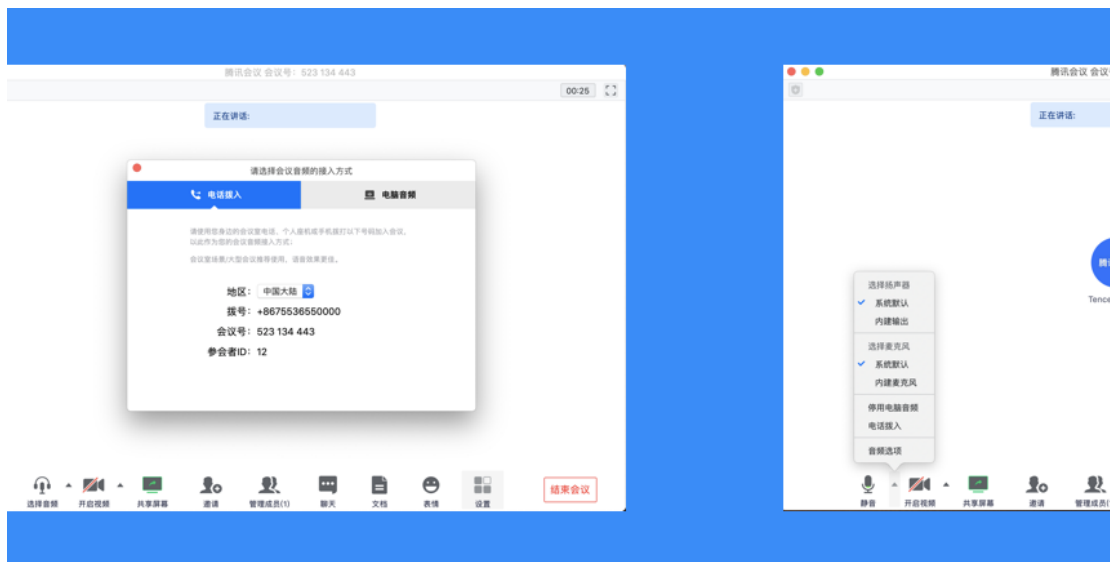 腾讯会议 会议号: 523 134 443
00:25
正在讲话:
请选择会议音频的接入方式
电话拨入
电脑音频
请使用您身边的会议室电话、个人座机或手机拨打以下号码加入会议,
以此作为您的会议音频接入方式:
会议室场景/大型会议推荐使用, 语音效果更佳。
地区: 中国大陆
拨号: +8675536550000
会议号: 523 134 443
参会者ID: 12
选择音频
开启视频
共享屏幕
邀请
管理成员(1)
聊天
文档
表情
设置
结束会议
腾讯会议 会议
正在讲话:
腾讯
Tence
选择扬声器
系统默认
内建输出
选择麦克风
系统默认
内建麦克风
停用电脑音频
电话拨入
音频选项
静音
开启视频
共享屏幕
邀请
管理成员(